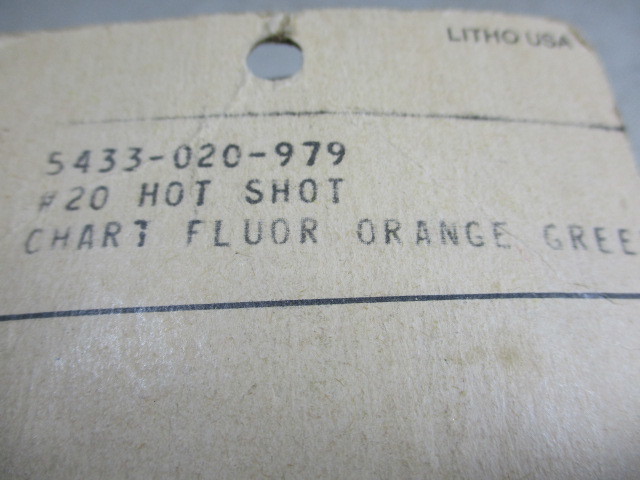 LITHO USA
5433-020-979
#20 HOT SHOT
CHART FLUOR ORANGE GREE